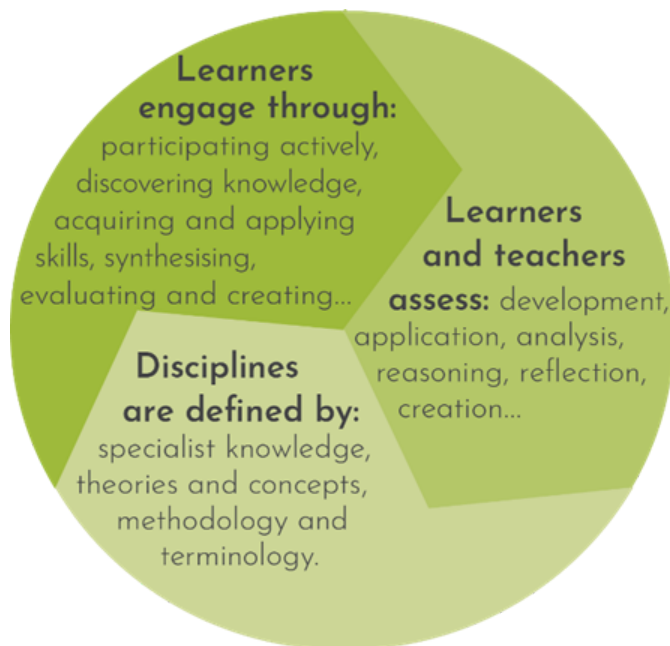 Learners
engage through:
participating actively,
discovering knowledge,
acquiring and applying
skills, synthesising,
evaluating and creating...
Learners
and teachers
assess: development,
application, analysis,
reasoning, reflection,
creation...
Disciplines
are defined by:
specialist knowledge,
theories and concepts,
methodology and
terminology.